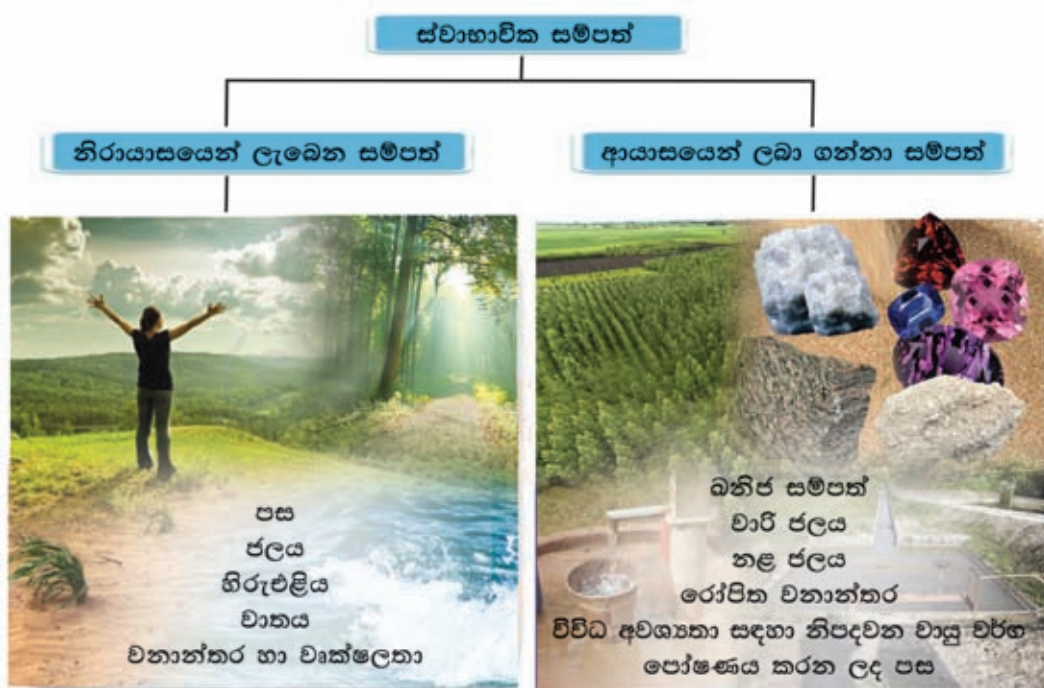 ස්වාභාවික සම්පත්
නිරායාසයෙන් ලැබෙන සම්පත්
ආයාසයෙන් ලබා ගන්නා සම්පත්
පස
ජලය
හිරුඑළිය
වාතය
වනාන්තර හා වෘක්ෂලතා
ඛනිජ සම්පත්
වාරි ජලය
නළ ජලය
රෝපිත වනාන්තර
විවිධ අවශ්‍යතා සඳහා නිපදවන වායු වර්ග
පෝෂණය කරන ලද පස